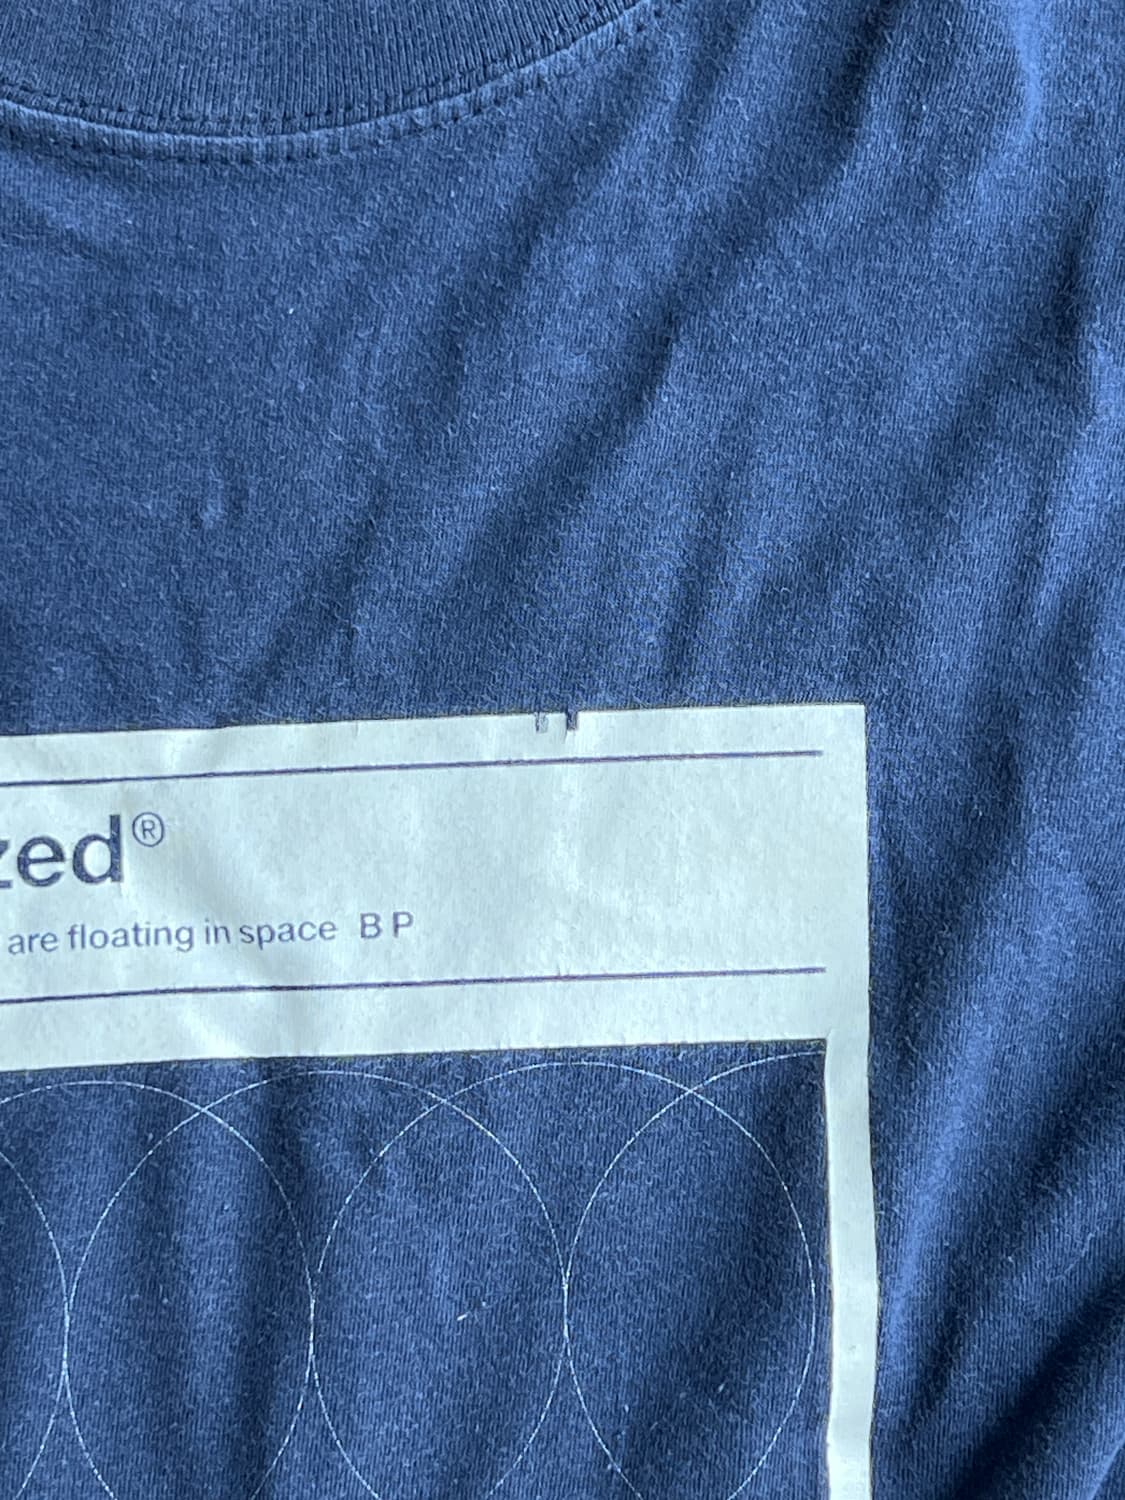 zed®
are floating in space B P